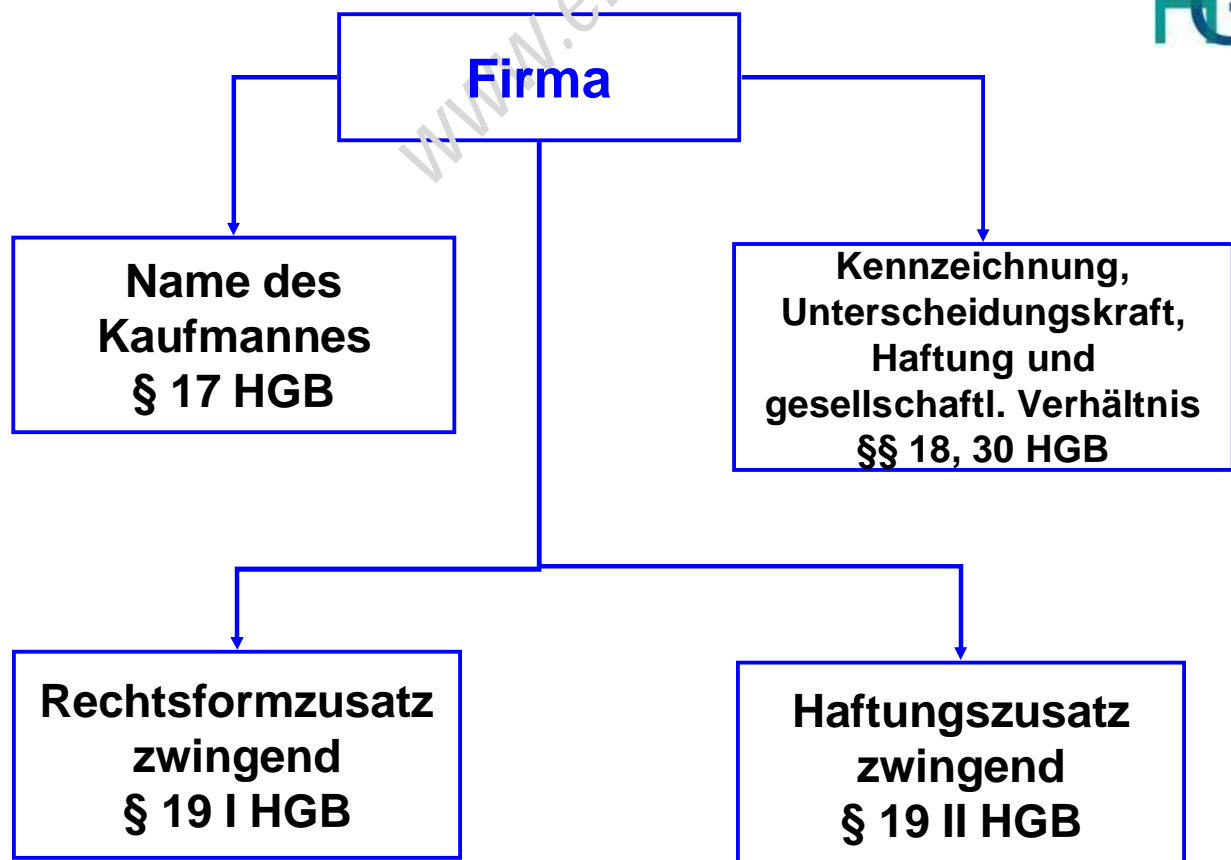 Firma
Name des
Kaufmannes
§ 17 HGB
Kennzeichnung,
Unterscheidungskraft,
Haftung und
gesellschaftl. Verhältnis
§§ 18, 30 HGB
Rechtsformzusatz
zwingend
§ 19 I HGB
Haftungszusatz
zwingend
§ 19 II HGB